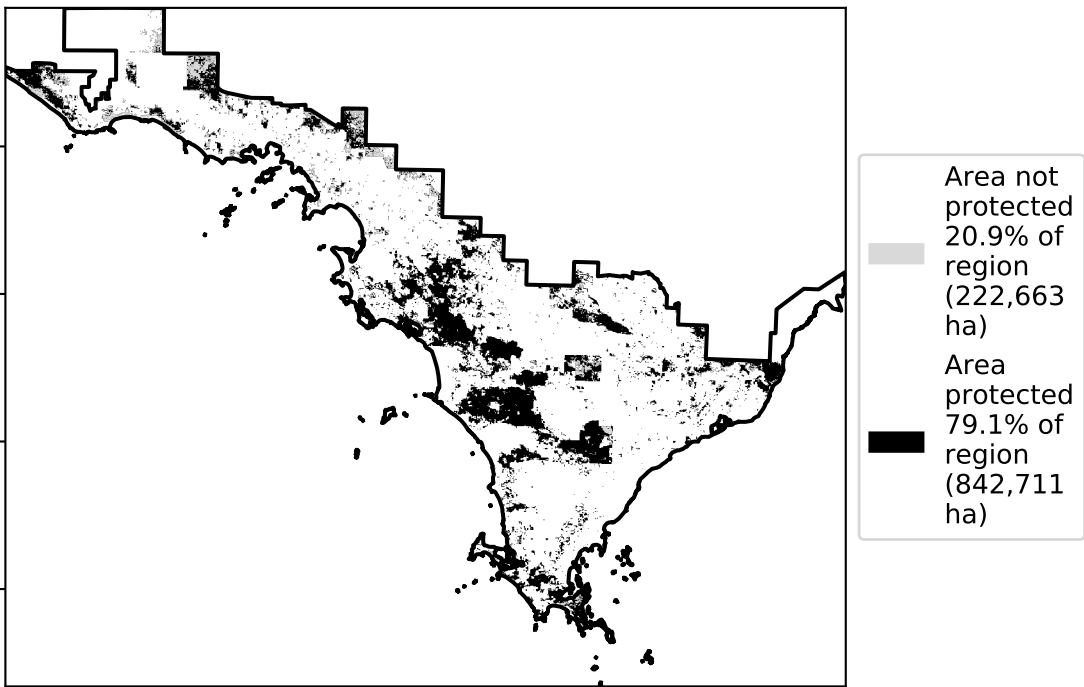 Area not
protected
20.9% of
region
(222,663
ha)
Area
protected
79.1% of
region
(842,711
ha)